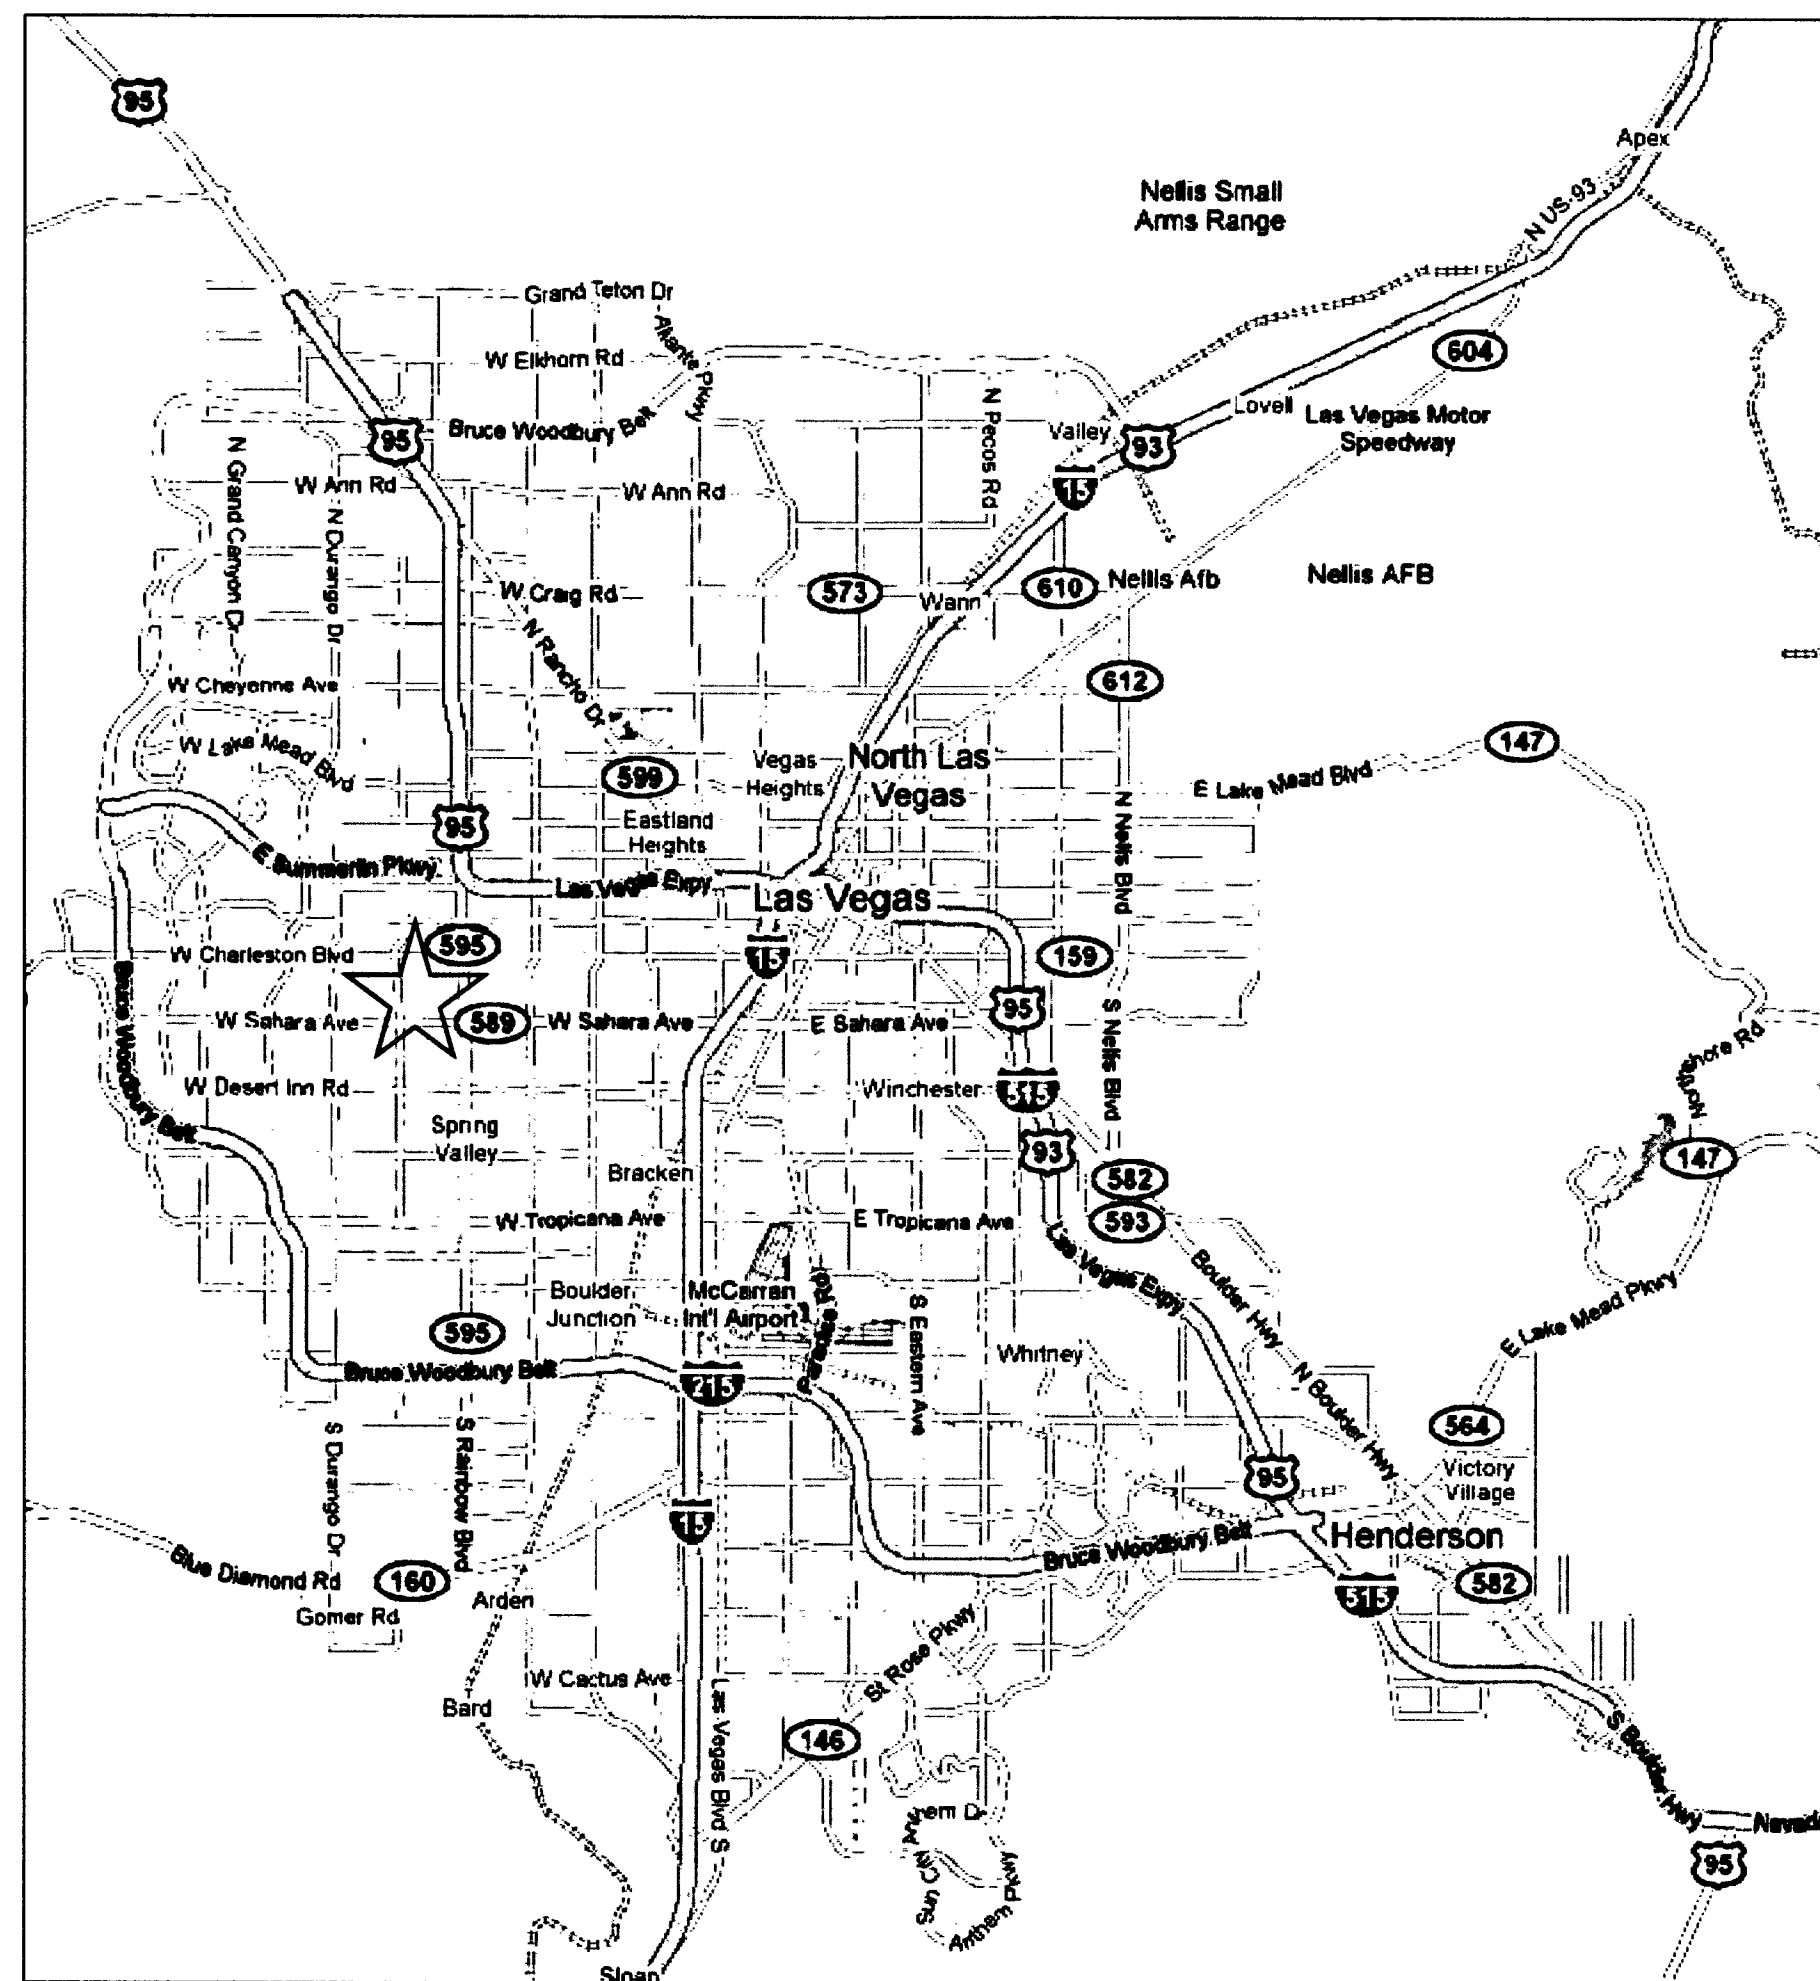 95
Apex
Nellis Small
Arms Range
N US-93
Grand Teton Dr
Aliante Pkwy
W Elkhorn Rd
604
Lovell
Las Vegas Motor
Speedway
N Pecos Rd
Valley
93
95
Bruce Woodbury Belt
N Grand Canyon Dr
W Ann Rd
W Ann Rd
15
N Durango Dr
W Craig Rd
573
Wann
610
Nellis Afb
Nellis AFB
N Rancho Dr
W Cheyenne Ave
612
W Lake Mead Blvd
599
Vegas
Heights
North Las
Vegas
147
E Lake Mead Blvd
95
Eastland
Heights
N Nellis Blvd
E Summerlin Pkwy
Las Vegas Expy
Las Vegas
W Charleston Blvd
595
15
159
Bruce Woodbury Belt
W Sahara Ave
589
W Sahara Ave
E Sahara Ave
95
S Nellis Blvd
Northshore Rd
W Desert Inn Rd
Winchester
515
Spring
Valley
Bracken
93
582
147
W Tropicana Ave
E Tropicana Ave
593
Las Vegas Expy
Boulder Hwy
Boulder
Junction
McCarran
Int'l Airport
Paradise Rd
S Eastern Ave
E Lake Mead Pkwy
595
Whitney
Bruce Woodbury Belt
215
N Boulder Hwy
564
S Durango Dr
S Rainbow Blvd
95
Victory
Village
15
Henderson
Bruce Woodbury Belt
Blue Diamond Rd
160
Arden
515
582
Gomer Rd
St Rose Pkwy
W Cactus Ave
Bard
Las Vegas Blvd S
146
S Boulder Hwy
Sun City
Anthem Pkwy
95
Sloan